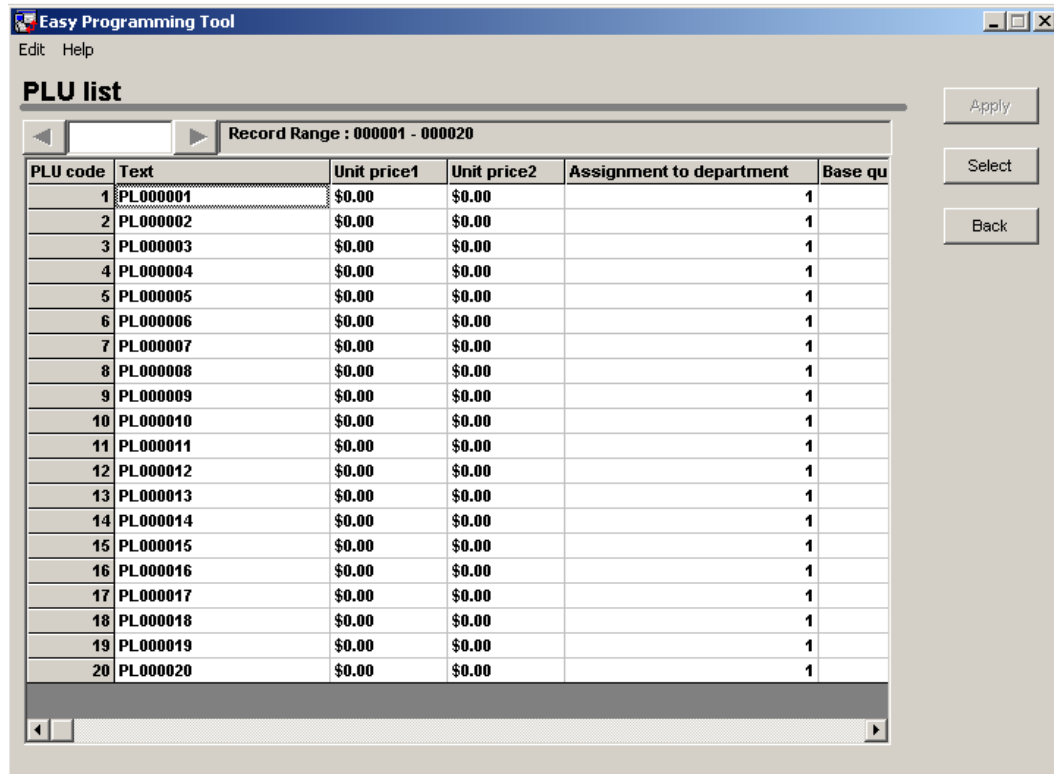 Easy Programming Tool
Edit Help
PLU list
Apply
Record Range : 000001 - 000020
PLU code Text Unit price1 Unit price2 Assignment to department Base qu
Select
1 PL000001 $0.00 $0.00 1
2 PL000002 $0.00 $0.00 1
Back
3 PL000003 $0.00 $0.00 1
4 PL000004 $0.00 $0.00 1
5 PL000005 $0.00 $0.00 1
6 PL000006 $0.00 $0.00 1
7 PL000007 $0.00 $0.00 1
8 PL000008 $0.00 $0.00 1
9 PL000009 $0.00 $0.00 1
10 PL000010 $0.00 $0.00 1
11 PL000011 $0.00 $0.00 1
12 PL000012 $0.00 $0.00 1
13 PL000013 $0.00 $0.00 1
14 PL000014 $0.00 $0.00 1
15 PL000015 $0.00 $0.00 1
16 PL000016 $0.00 $0.00 1
17 PL000017 $0.00 $0.00 1
18 PL000018 $0.00 $0.00 1
19 PL000019 $0.00 $0.00 1
20 PL000020 $0.00 $0.00 1